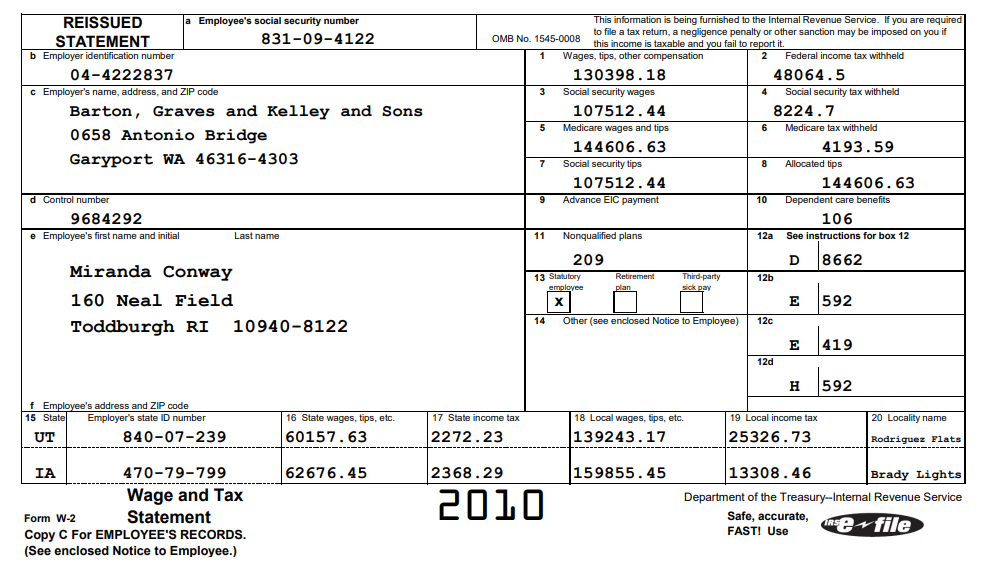 REISSUED
STATEMENT
a Employee's social security number
831-09-4122
OMB No. 1545-0008
This information is being furnished to the Internal Revenue Service. If you are required
to file a tax return, a negligence penalty or other sanction may be imposed on you if
this income is taxable and you fail to report it.
b Employer identification number
04-4222837
1 Wages, tips, other compensation
130398.18
2 Federal income tax withheld
48064.5
c Employer's name, address, and ZIP code
Barton, Graves and Kelley and Sons
0658 Antonio Bridge
Garyport WA 46316-4303
3 Social security wages
107512.44
4 Social security tax withheld
8224.7
5 Medicare wages and tips
144606.63
6 Medicare tax withheld
4193.59
7 Social security tips
107512.44
8 Allocated tips
144606.63
d Control number
9684292
9 Advance EIC payment
10 Dependent care benefits
106
e Employee's first name and initial Last name
Miranda Conway
160 Neal Field
Toddburgh RI 10940-8122
11 Nonqualified plans
209
12a See instructions for box 12
D 8662
13 Statutory employee
x
Retirement plan
Third-party sick pay
12b
E 592
14 Other (see enclosed Notice to Employee)
12c
E 419
12d
H 592
f Employee's address and ZIP code
15 State Employer's state ID number 16 State wages, tips, etc. 17 State income tax 18 Local wages, tips, etc. 19 Local income tax 20 Locality name
UT 840-07-239 60157.63 2272.23 139243.17 25326.73 Rodriguez Flats
IA 470-79-799 62676.45 2368.29 159855.45 13308.46 Brady Lights
Form W-2
Wage and Tax
Statement
2010
Department of the Treasury--Internal Revenue Service
Copy C For EMPLOYEE'S RECORDS.
(See enclosed Notice to Employee.)
Safe, accurate,
FAST! Use
IRS e-file